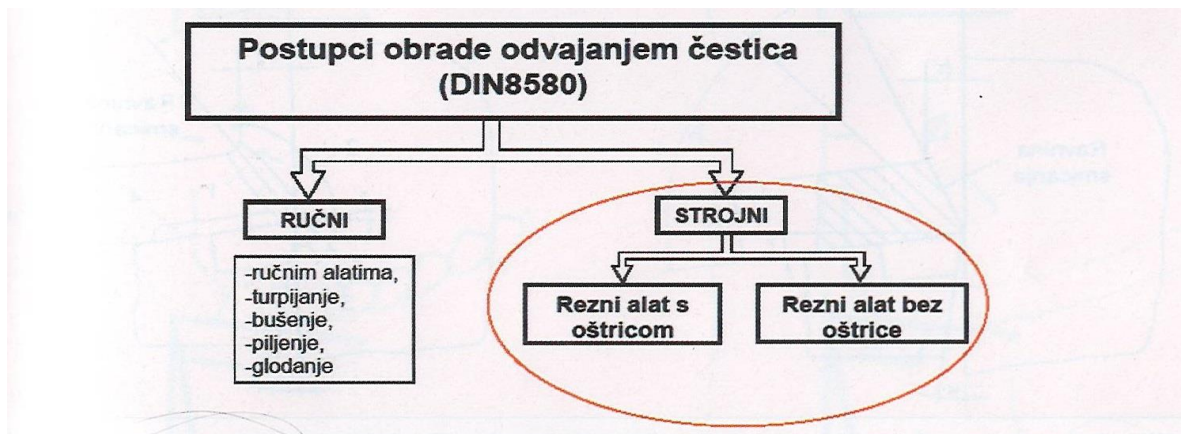 Postupci obrade odvajanjem čestica
(DIN8580)
RUČNI
-ručnim alatima,
-turpijanje,
-bušenje,
-piljenje,
-glodanje
STROJNI
Rezni alat s
oštricom
Rezni alat bez
oštrice